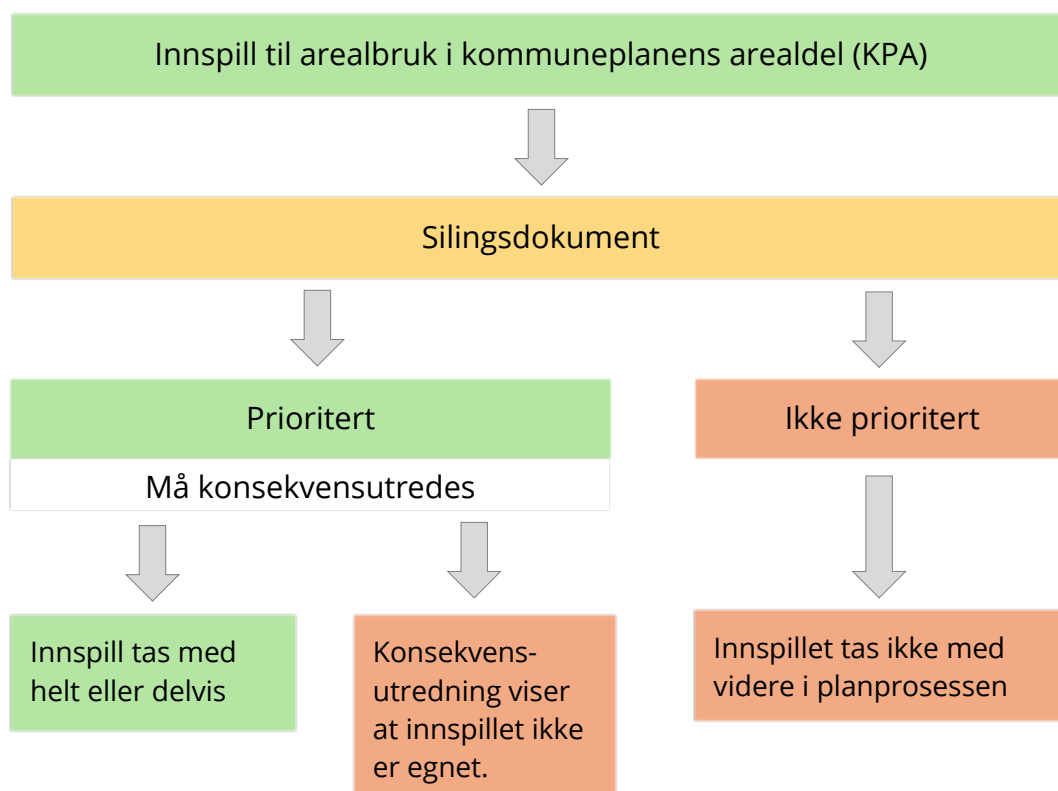 Innspill til arealbruk i kommuneplanens arealdel (KPA)
Silingsdokument
Prioritert
Ikke prioritert
Må konsekvensutredes
Innspill tas med
helt eller delvis
Konsekvens-
utredning viser
at innspillet ikke
er egnet.
Innspillet tas ikke med
videre i planprosessen